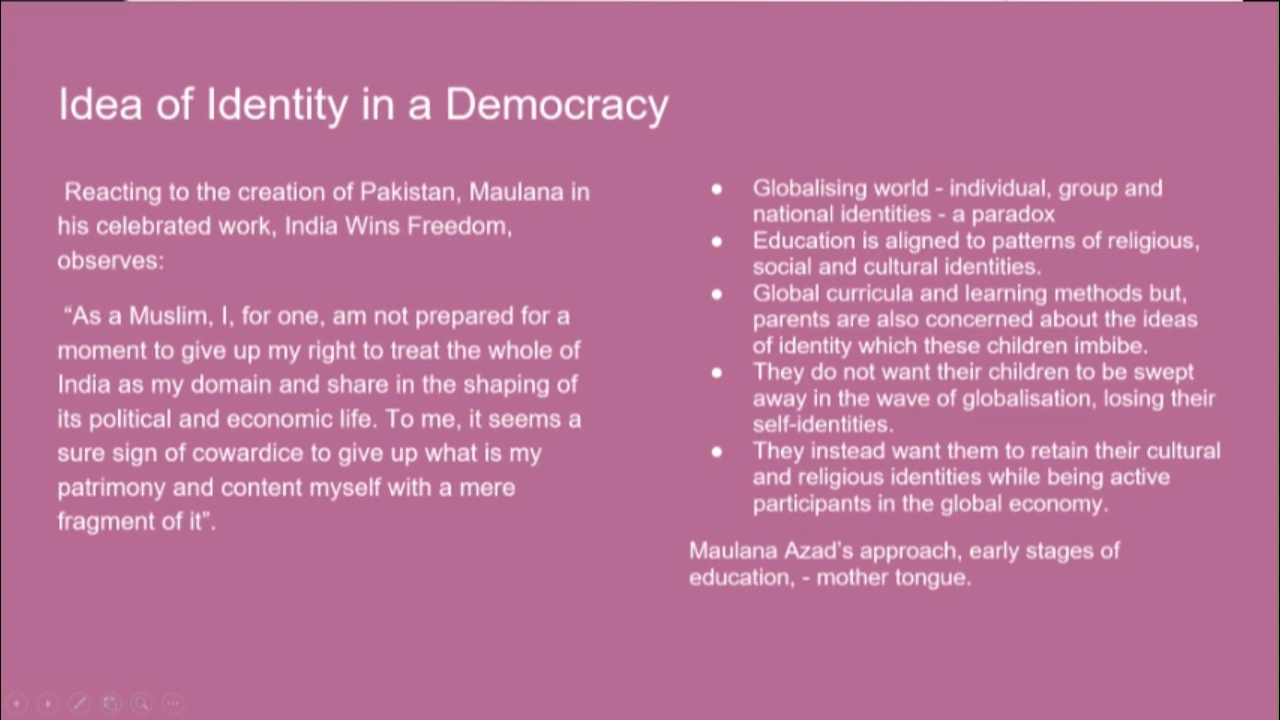 Idea of Identity in a Democracy
Reacting to the creation of Pakistan, Maulana in
his celebrated work, India Wins Freedom,
observes:
“As a Muslim, I, for one, am not prepared for a
moment to give up my right to treat the whole of
India as my domain and share in the shaping of
its political and economic life. To me, it seems a
sure sign of cowardice to give up what is my
patrimony and content myself with a mere
fragment of it”.
● Globalising world - individual, group and
national identities - a paradox
● Education is aligned to patterns of religious,
social and cultural identities.
● Global curricula and learning methods but,
parents are also concerned about the ideas
of identity which these children imbibe.
● They do not want their children to be swept
away in the wave of globalisation, losing their
self-identities.
● They instead want them to retain their cultural
and religious identities while being active
participants in the global economy.
Maulana Azad’s approach, early stages of
education, - mother tongue.